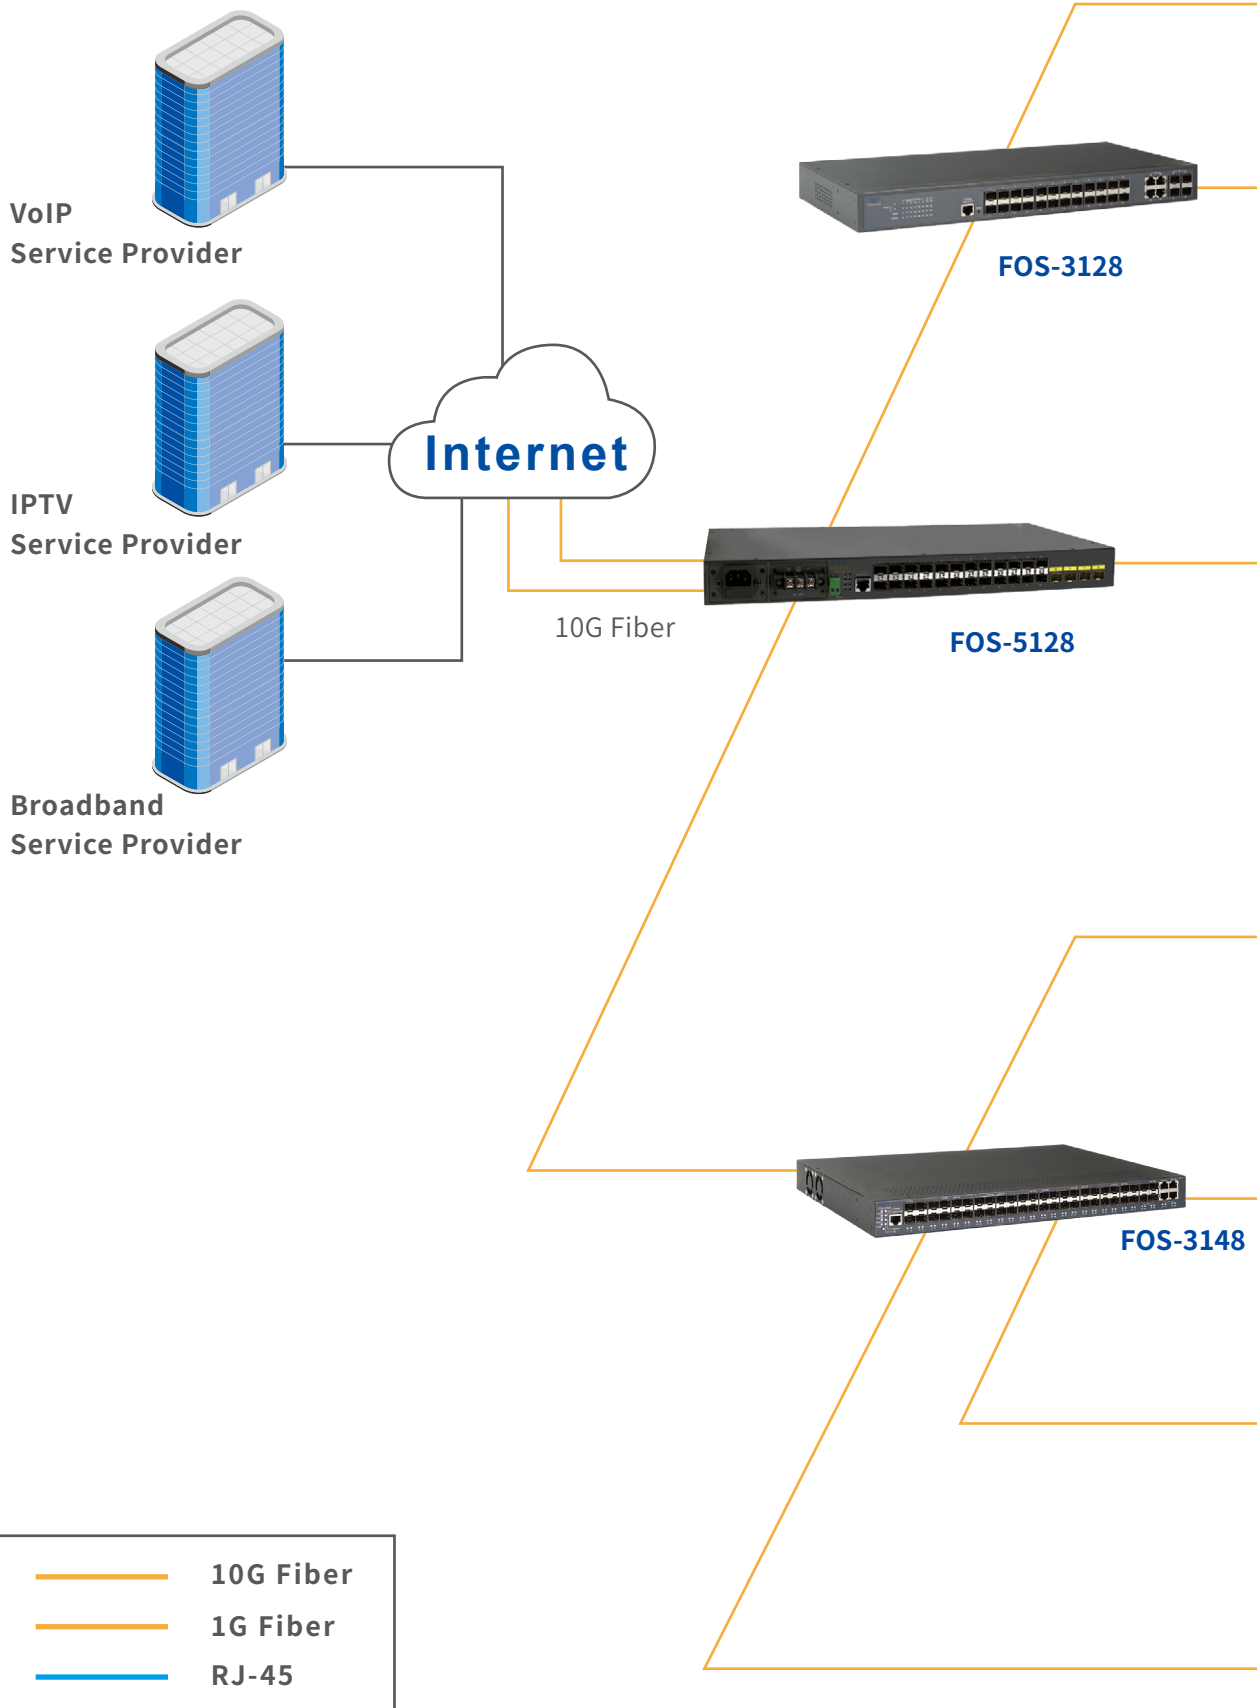 VoIP
Service Provider
FOS-3128
Internet
IPTV
Service Provider
10G Fiber
FOS-5128
Broadband
Service Provider
FOS-3148
10G Fiber
1G Fiber
RJ-45